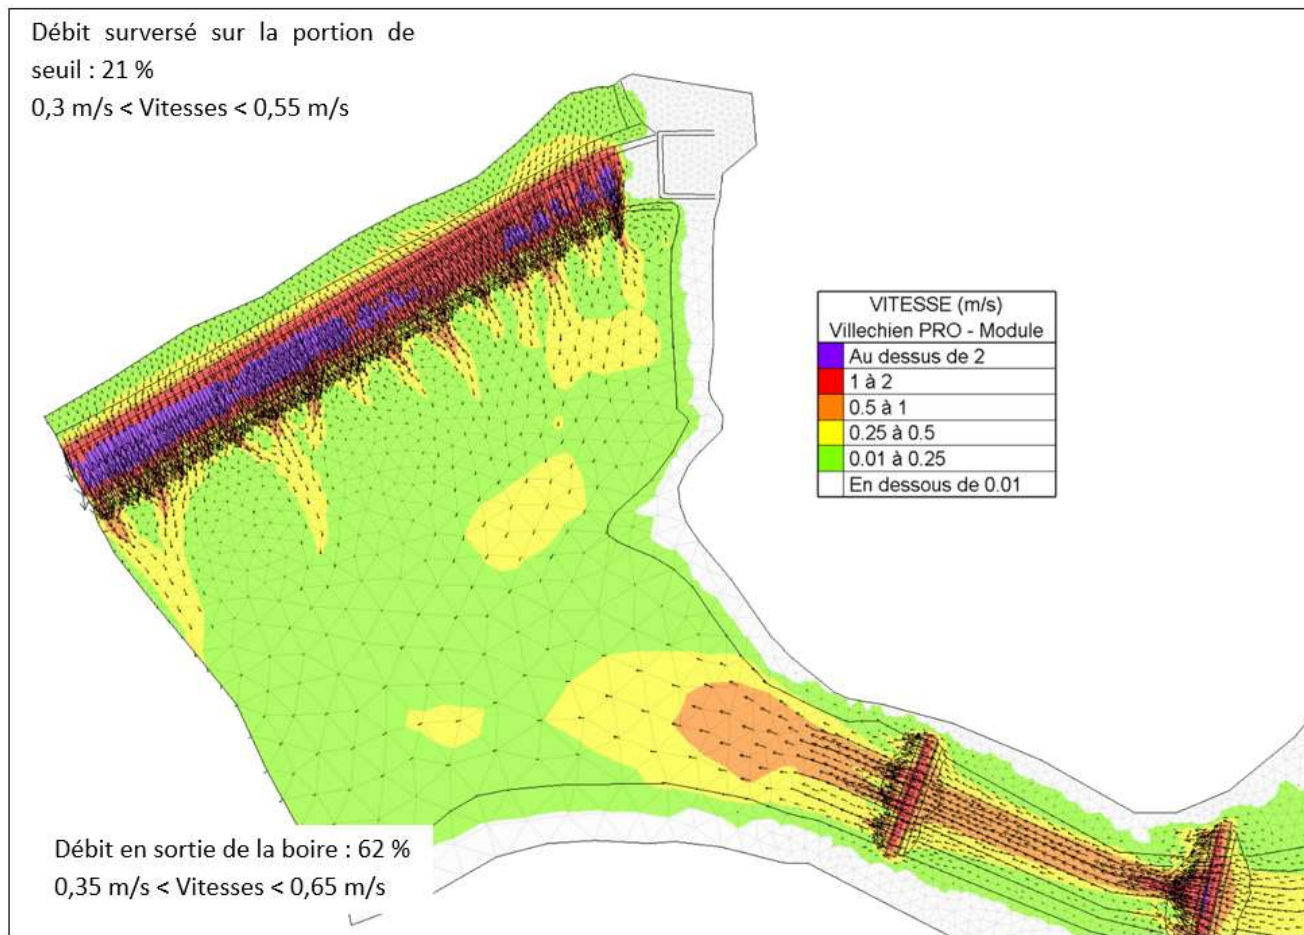 Débit surversé sur la portion de
seuil : 21 %
0,3 m/s < Vitesses < 0,55 m/s
VITESSE (m/s)
Villechien PRO - Module
Au dessus de 2
1 à 2
0.5 à 1
0.25 à 0.5
0.01 à 0.25
En dessous de 0.01
Débit en sortie de la boire : 62 %
0,35 m/s < Vitesses < 0,65 m/s